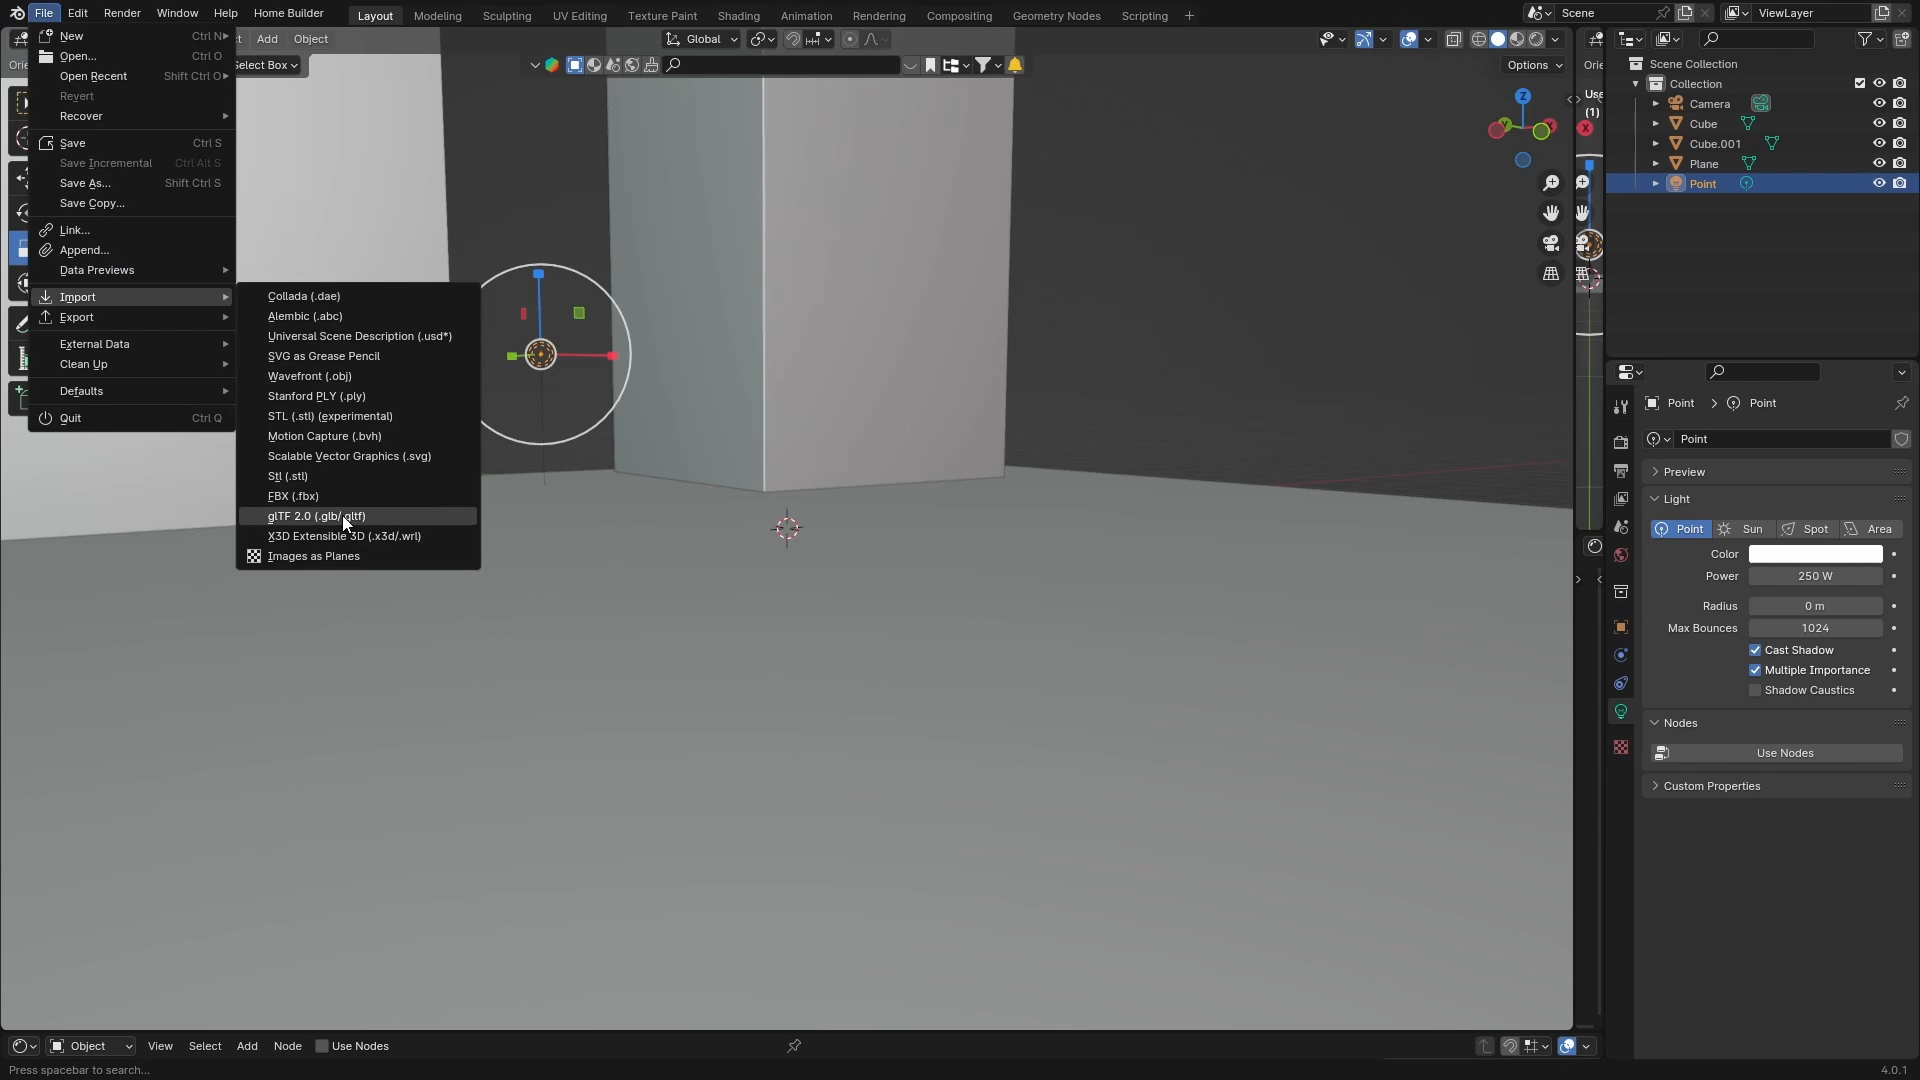 File Edit Render Window Help Home Builder Layout Modeling Sculpting UV Editing Texture Paint Shading Animation Rendering Compositing Geometry Nodes Scripting + Scene ViewLayer
New Ctrl N
Open... Ctrl O
Open Recent Shift Ctrl O
Revert
Recover
Save Ctrl S
Save Incremental Ctrl Alt S
Save As... Shift Ctrl S
Save Copy...
Link...
Append...
Data Previews
Import
Export
External Data
Clean Up
Defaults
Quit Ctrl Q
Add Object Global
Select Box
Options
Collada (.dae)
Alembic (.abc)
Universal Scene Description (.usd*)
SVG as Grease Pencil
Wavefront (.obj)
Stanford PLY (.ply)
STL (.stl) (experimental)
Motion Capture (.bvh)
Scalable Vector Graphics (.svg)
Stl (.stl)
FBX (.fbx)
glTF 2.0 (.glb/.gltf)
X3D Extensible 3D (.x3d/.wrl)
Images as Planes
Z
X
(1)
Scene Collection
Collection
Camera
Cube
Cube.001
Plane
Point
Point > Point
Point
Preview
Light
Point Sun Spot Area
Color
Power 250 W
Radius 0 m
Max Bounces 1024
Cast Shadow
Multiple Importance
Shadow Caustics
Nodes
Use Nodes
Custom Properties
Object View Select Add Node Use Nodes
Press spacebar to search...
4.0.1